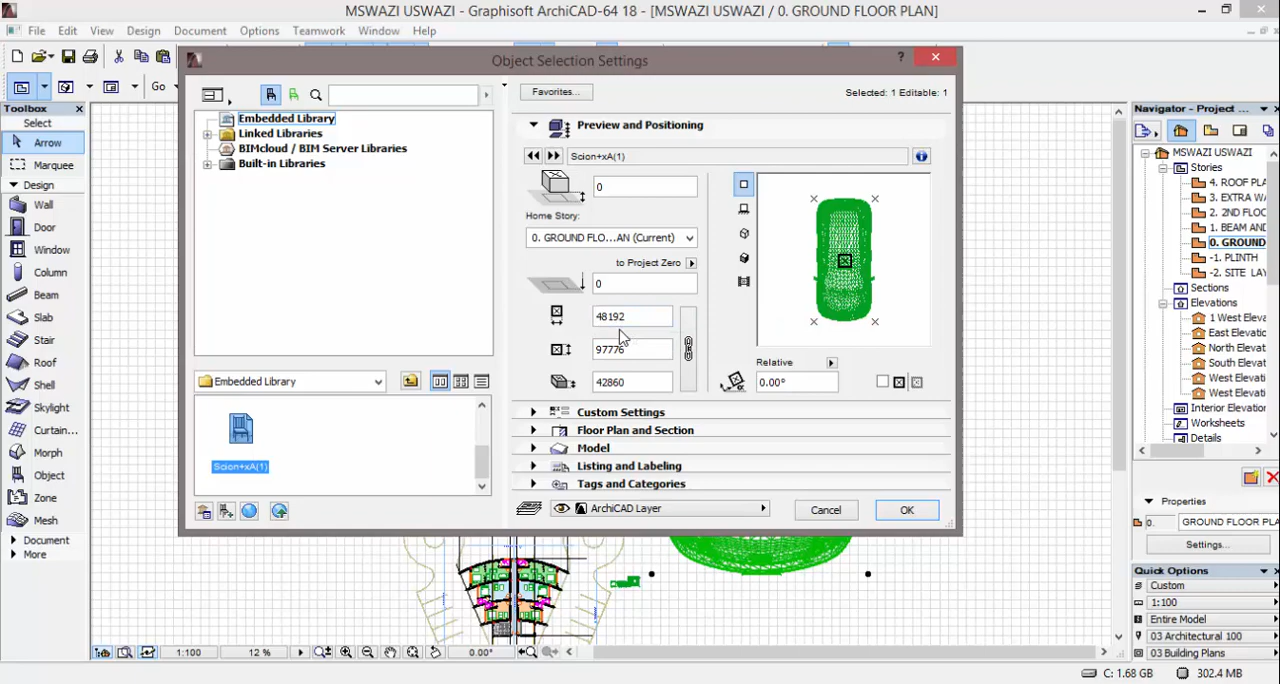 MSWAZI USWAZI - Graphisoft ArchiCAD-64 18 - [MSWAZI USWAZI / 0. GROUND FLOOR PLAN]
File Edit View Design Document Options Teamwork Window Help
Go
Toolbox
Select
Arrow
Marquee
Design
Wall
Door
Window
Column
Beam
Slab
Stair
Roof
Shell
Skylight
Curtain...
Morph
Object
Zone
Mesh
Document
More
Object Selection Settings
?
Embedded Library
Linked Libraries
BIMcloud / BIM Server Libraries
Built-in Libraries
Embedded Library
Scion+xA(1)
Favorites...
Selected: 1 Editable: 1
Preview and Positioning
Scion+xA(1)
0
Home Story:
0. GROUND FLO...AN (Current)
to Project Zero
0
48192
97776
42860
Relative
0.00°
Custom Settings
Floor Plan and Section
Model
Listing and Labeling
Tags and Categories
ArchiCAD Layer
Cancel
OK
Navigator - Project ...
MSWAZI USWAZI
Stories
4. ROOF PLA
3. EXTRA WA
2. 2ND FLOO
1. BEAM AND
0. GROUND
-1. PLINTH
-2. SITE LAY
Sections
Elevations
1 West Eleva
East Elevatio
North Elevat
South Elevat
West Elevati
West Elevati
Interior Elevatio
Worksheets
Details
Properties
0.
GROUND FLOOR PLA
Settings...
Quick Options
Custom
1:100
Entire Model
03 Architectural 100
03 Building Plans
1:100
12 %
0.00°
C: 1.68 GB
302.4 MB